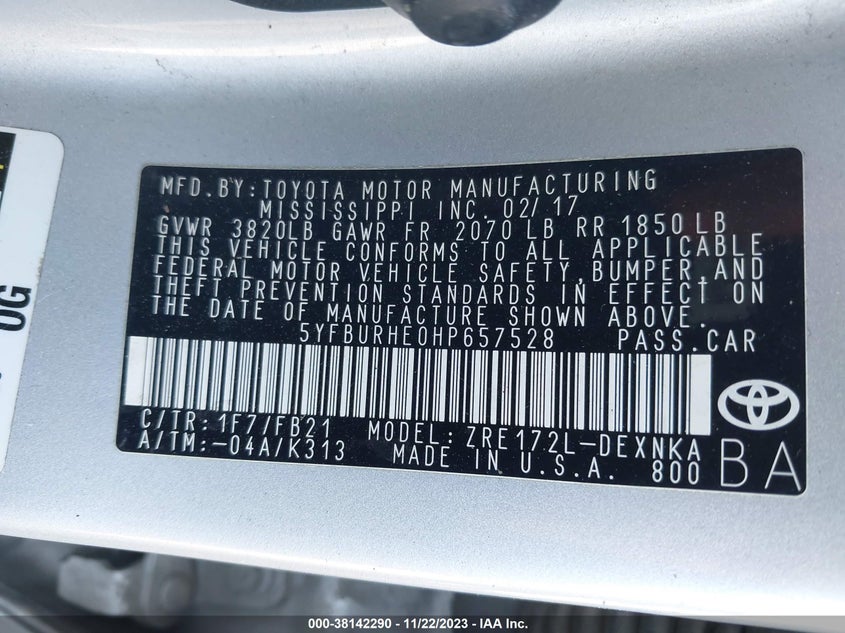 MFD.BY:TOYOTA MOTOR MANUFACTURING
MISSISSIPPI INC. 02/17
GVWR 3820LB GAWR FR 2070 LB RR 1850 LB
THIS VEHICLE CONFORMS TO ALL APPLICABLE
FEDERAL MOTOR VEHICLE SAFETY,BUMPER,AND
THEFT PREVENTION STANDARDS IN EFFECT ON
THE DATE OF MANUFACTURE SHOWN ABOVE.
5YFBURHE0HP657528 PASS.CAR
C/TR:1F7/FB21 MODEL:ZRE172L-DEXNKA
A/TM:-04A/K313 MADE IN U.S.A. 800
BA
OG
000-38142290 - 11/22/2023 - IAA Inc.